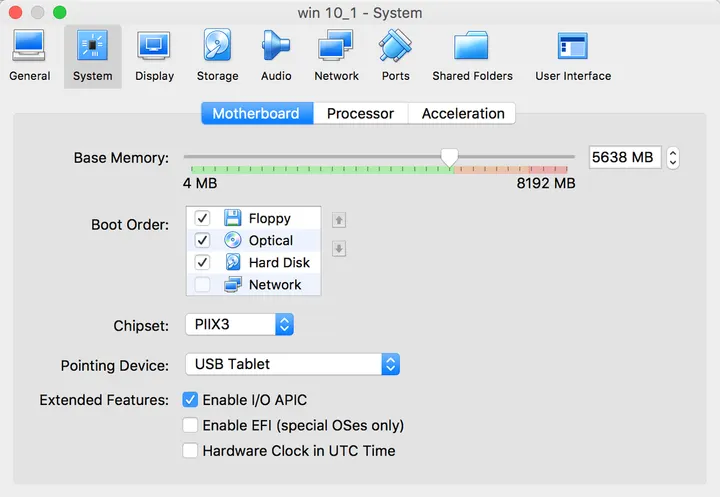 win 10_1 - System
General System Display Storage Audio Network Ports Shared Folders User Interface
Motherboard Processor Acceleration
Base Memory: 5638 MB
4 MB 8192 MB
Boot Order: Floppy
Optical
Hard Disk
Network
Chipset: PIIX3
Pointing Device: USB Tablet
Extended Features: Enable I/O APIC
Enable EFI (special OSes only)
Hardware Clock in UTC Time